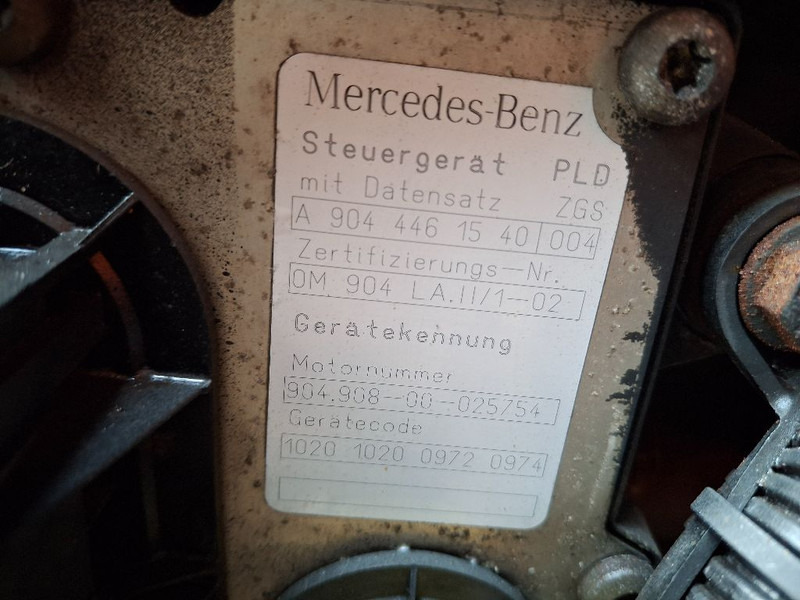 Mercedes-Benz
Steuergerät PLD
mit Datensatz ZGS
A 904 446 15 40 004
Zertifizierungs-Nr.
OM 904 LA.II/1-02
Gerätekennung
Motornummer
904.908-00-025754
Gerätecode
1020 1020 0972 0974